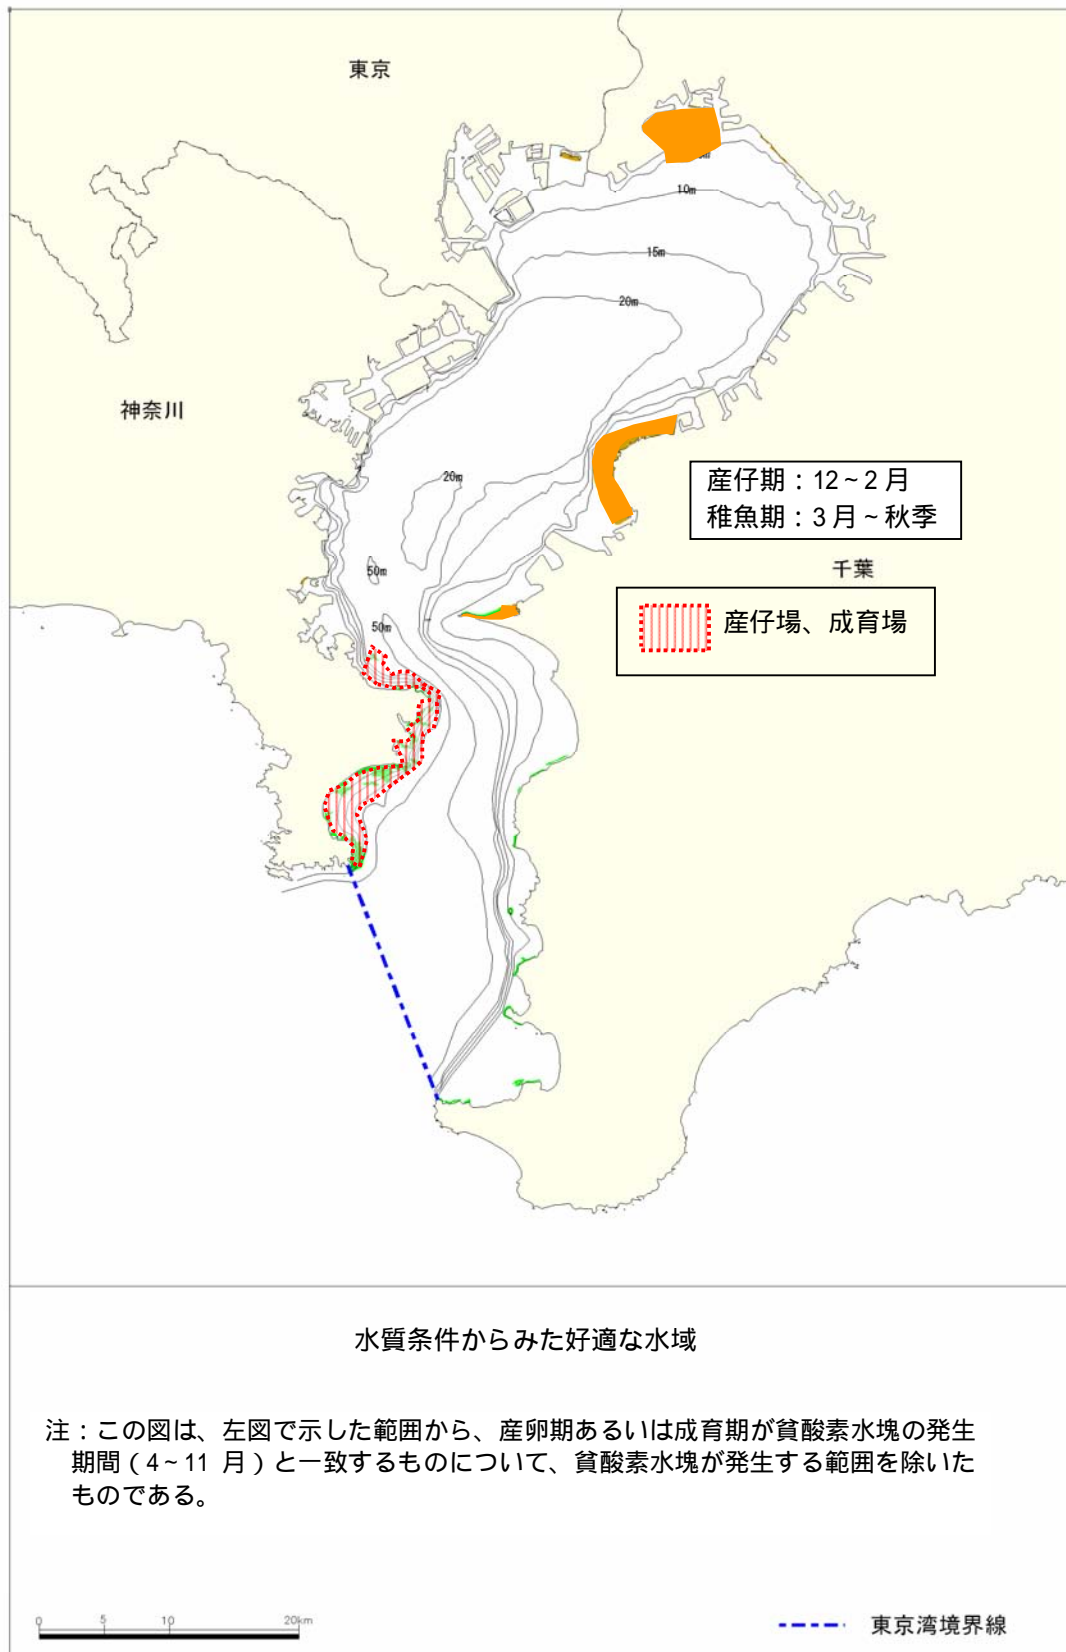 東京
10m
15m
20m
神奈川
20m
産仔期：12～2 月
稚魚期：3 月～秋季
千葉
50m
産仔場、成育場
50m
水質条件からみた好適な水域
注：この図は、左図で示した範囲から、産卵期あるいは成育期が貧酸素水塊の発生
期間（4～11 月）と一致するものについて、貧酸素水塊が発生する範囲を除いた
ものである。
0 5 10 20km
東京湾境界線